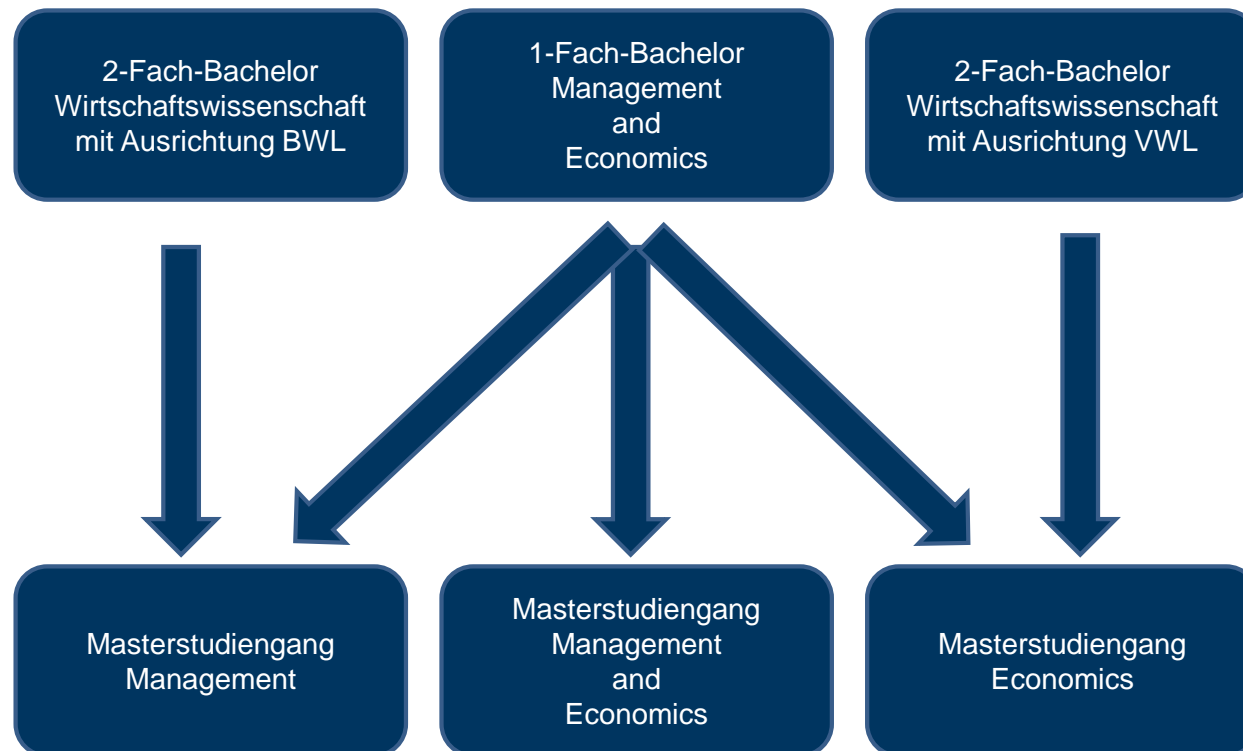 2-Fach-Bachelor
Wirtschaftswissenschaft
mit Ausrichtung BWL
1-Fach-Bachelor
Management
and
Economics
2-Fach-Bachelor
Wirtschaftswissenschaft
mit Ausrichtung VWL
Masterstudiengang
Management
Masterstudiengang
Management
and
Economics
Masterstudiengang
Economics